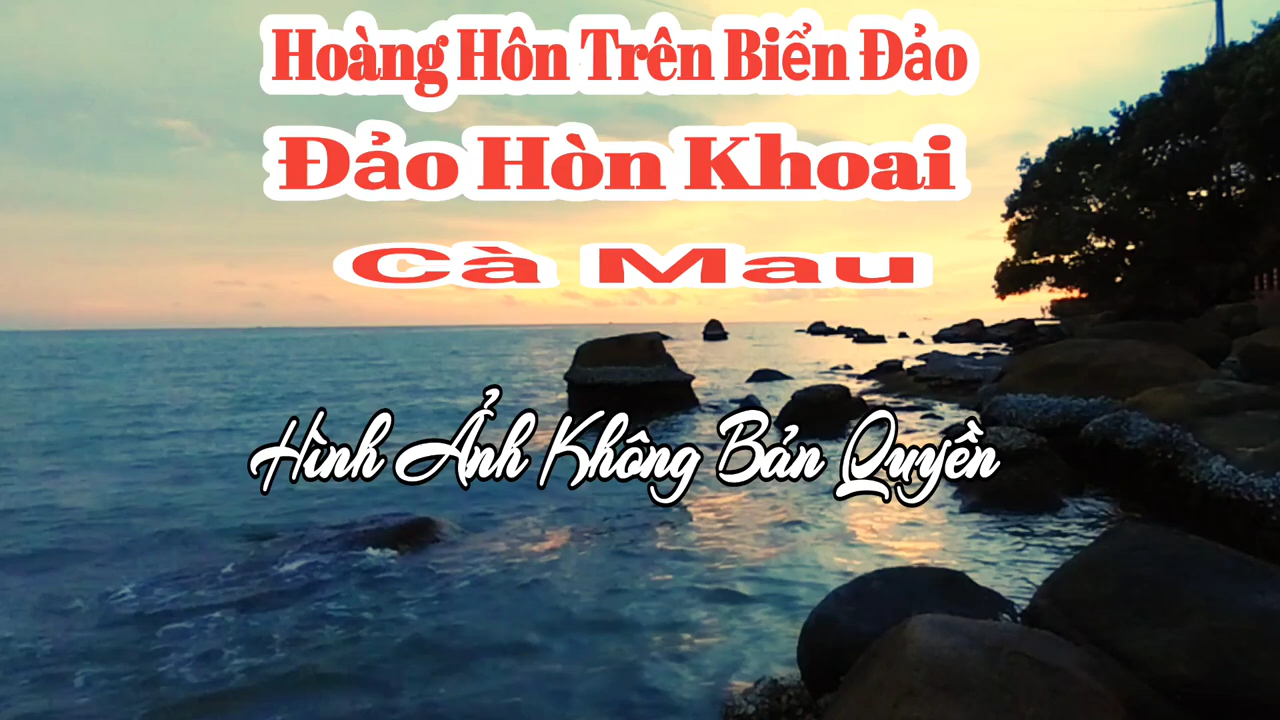 Hoàng Hôn Trên Biển Đảo
Đảo Hòn Khoai
Cà Mau
Hình Ảnh Không Bản Quyền